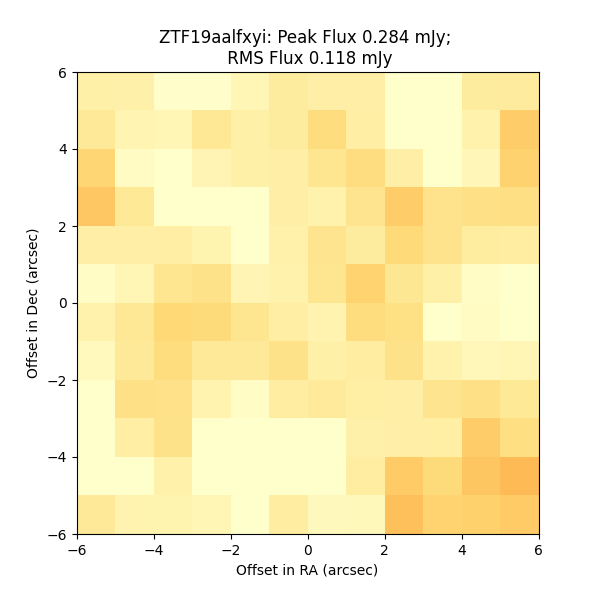 ZTF19aalfxyi: Peak Flux 0.284 mJy;
RMS Flux 0.118 mJy
6
4
2
0
−2
−4
−6
Offset in Dec (arcsec)
−6 −4 −2 0 2 4 6
Offset in RA (arcsec)